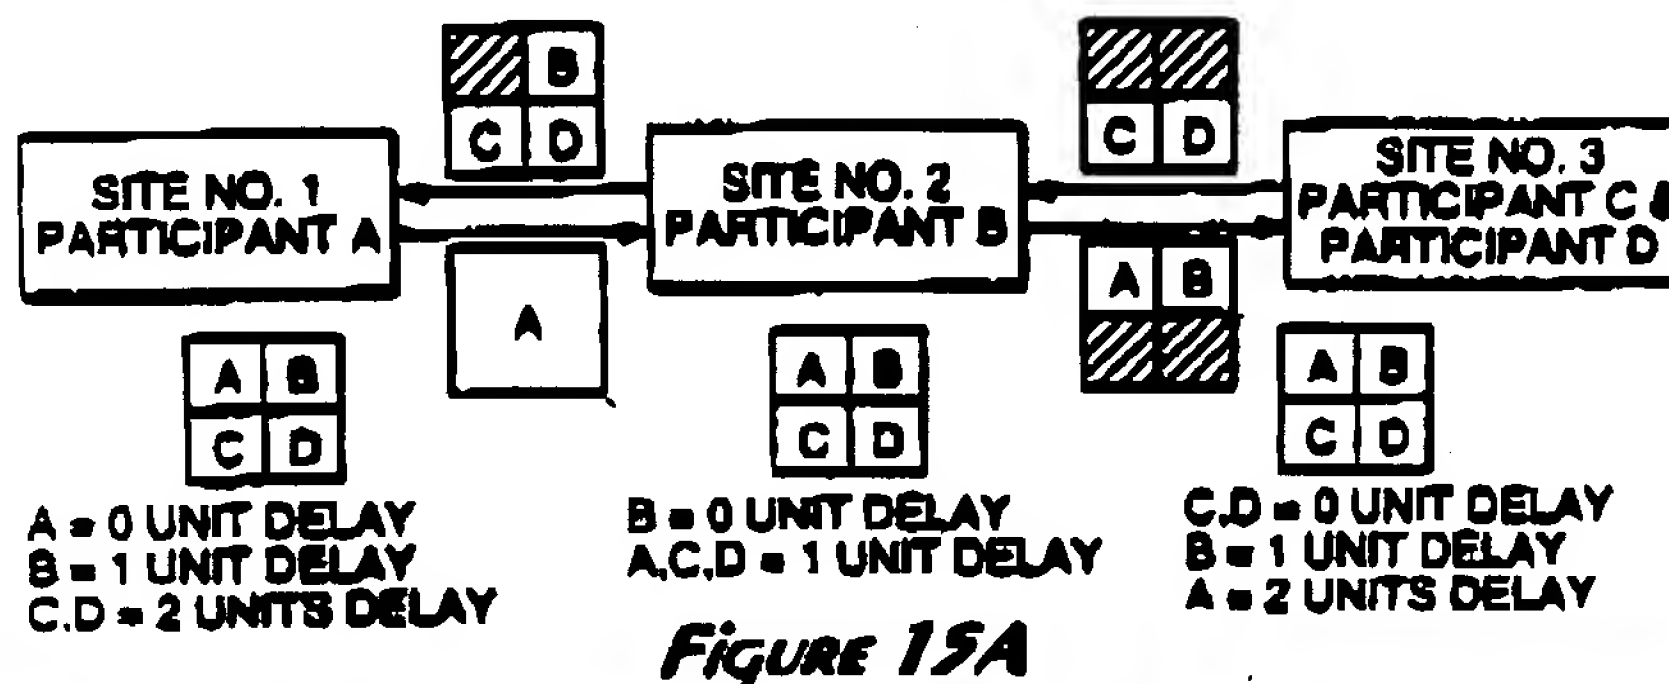 B
C D
C D
SITE NO. 1
PARTICIPANT A
SITE NO. 2
PARTICIPANT B
SITE NO. 3
PARTICIPANT C &
PARTICIPANT D
A
A B
A B
C D
A B
C D
A B
C D
A = 0 UNIT DELAY
B = 1 UNIT DELAY
C,D = 2 UNITS DELAY
B = 0 UNIT DELAY
A,C,D = 1 UNIT DELAY
C,D = 0 UNIT DELAY
B = 1 UNIT DELAY
A = 2 UNITS DELAY
FIGURE 15A